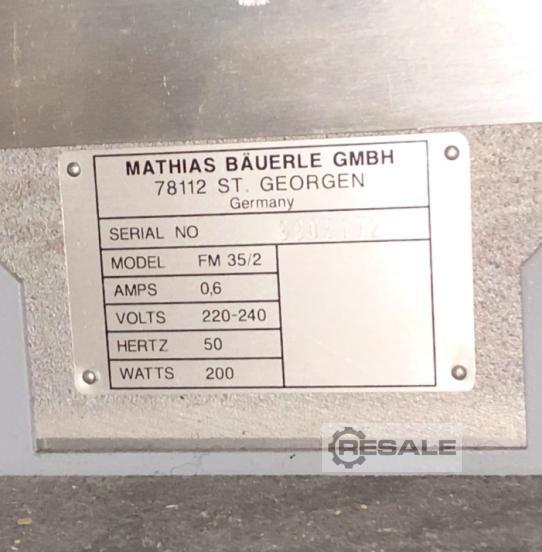 MATHIAS BÄUERLE GMBH
78112 ST. GEORGEN
Germany
SERIAL NO
MODEL FM 35/2
AMPS 0,6
VOLTS 220-240
HERTZ 50
WATTS 200
RESALE